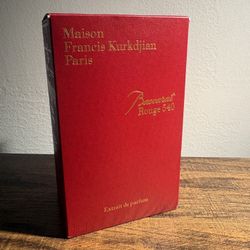 Maison
Francis Kurkdjian
Paris
Baccarat
Rouge 540
Extrait de parfum